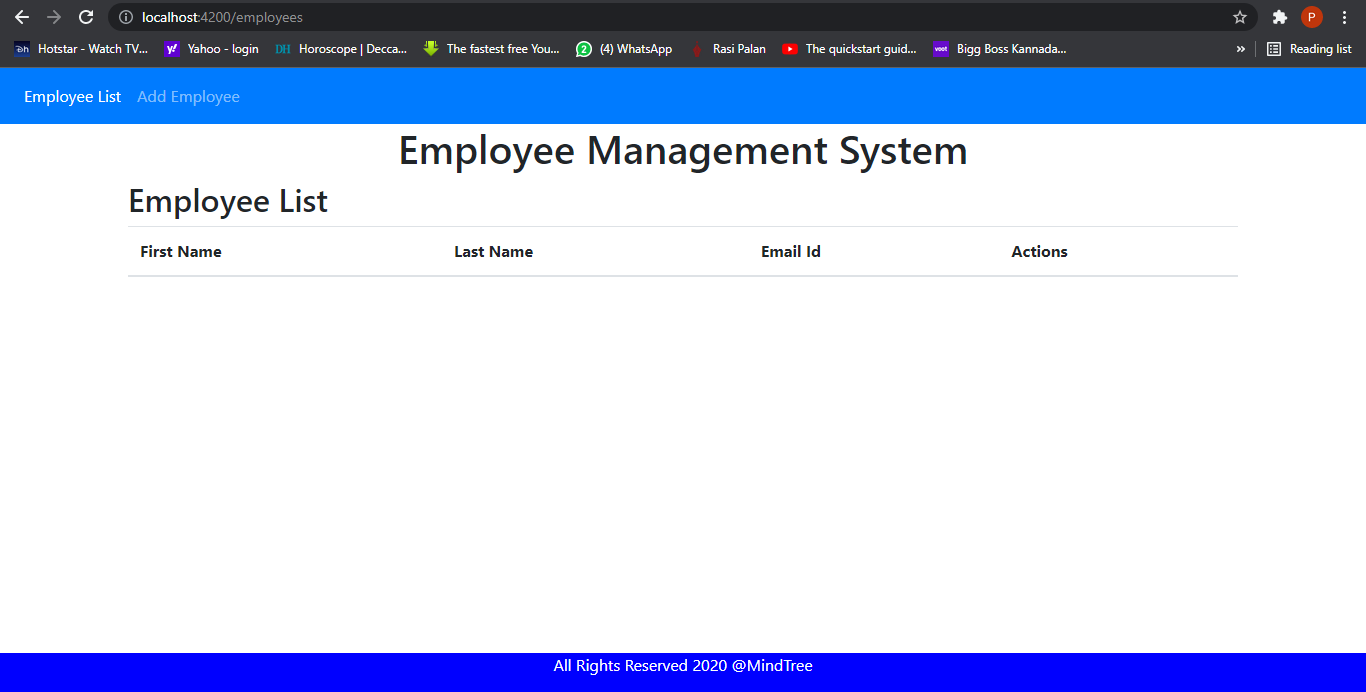 localhost:4200/employees
Hotstar - Watch TV... Yahoo - login DH Horoscope | Decca... The fastest free You... 2 (4) WhatsApp Rasi Palan The quickstart guid... voot Bigg Boss Kannada... » Reading list
P
Employee List Add Employee
Employee Management System
Employee List
First Name Last Name Email Id Actions
All Rights Reserved 2020 @MindTree